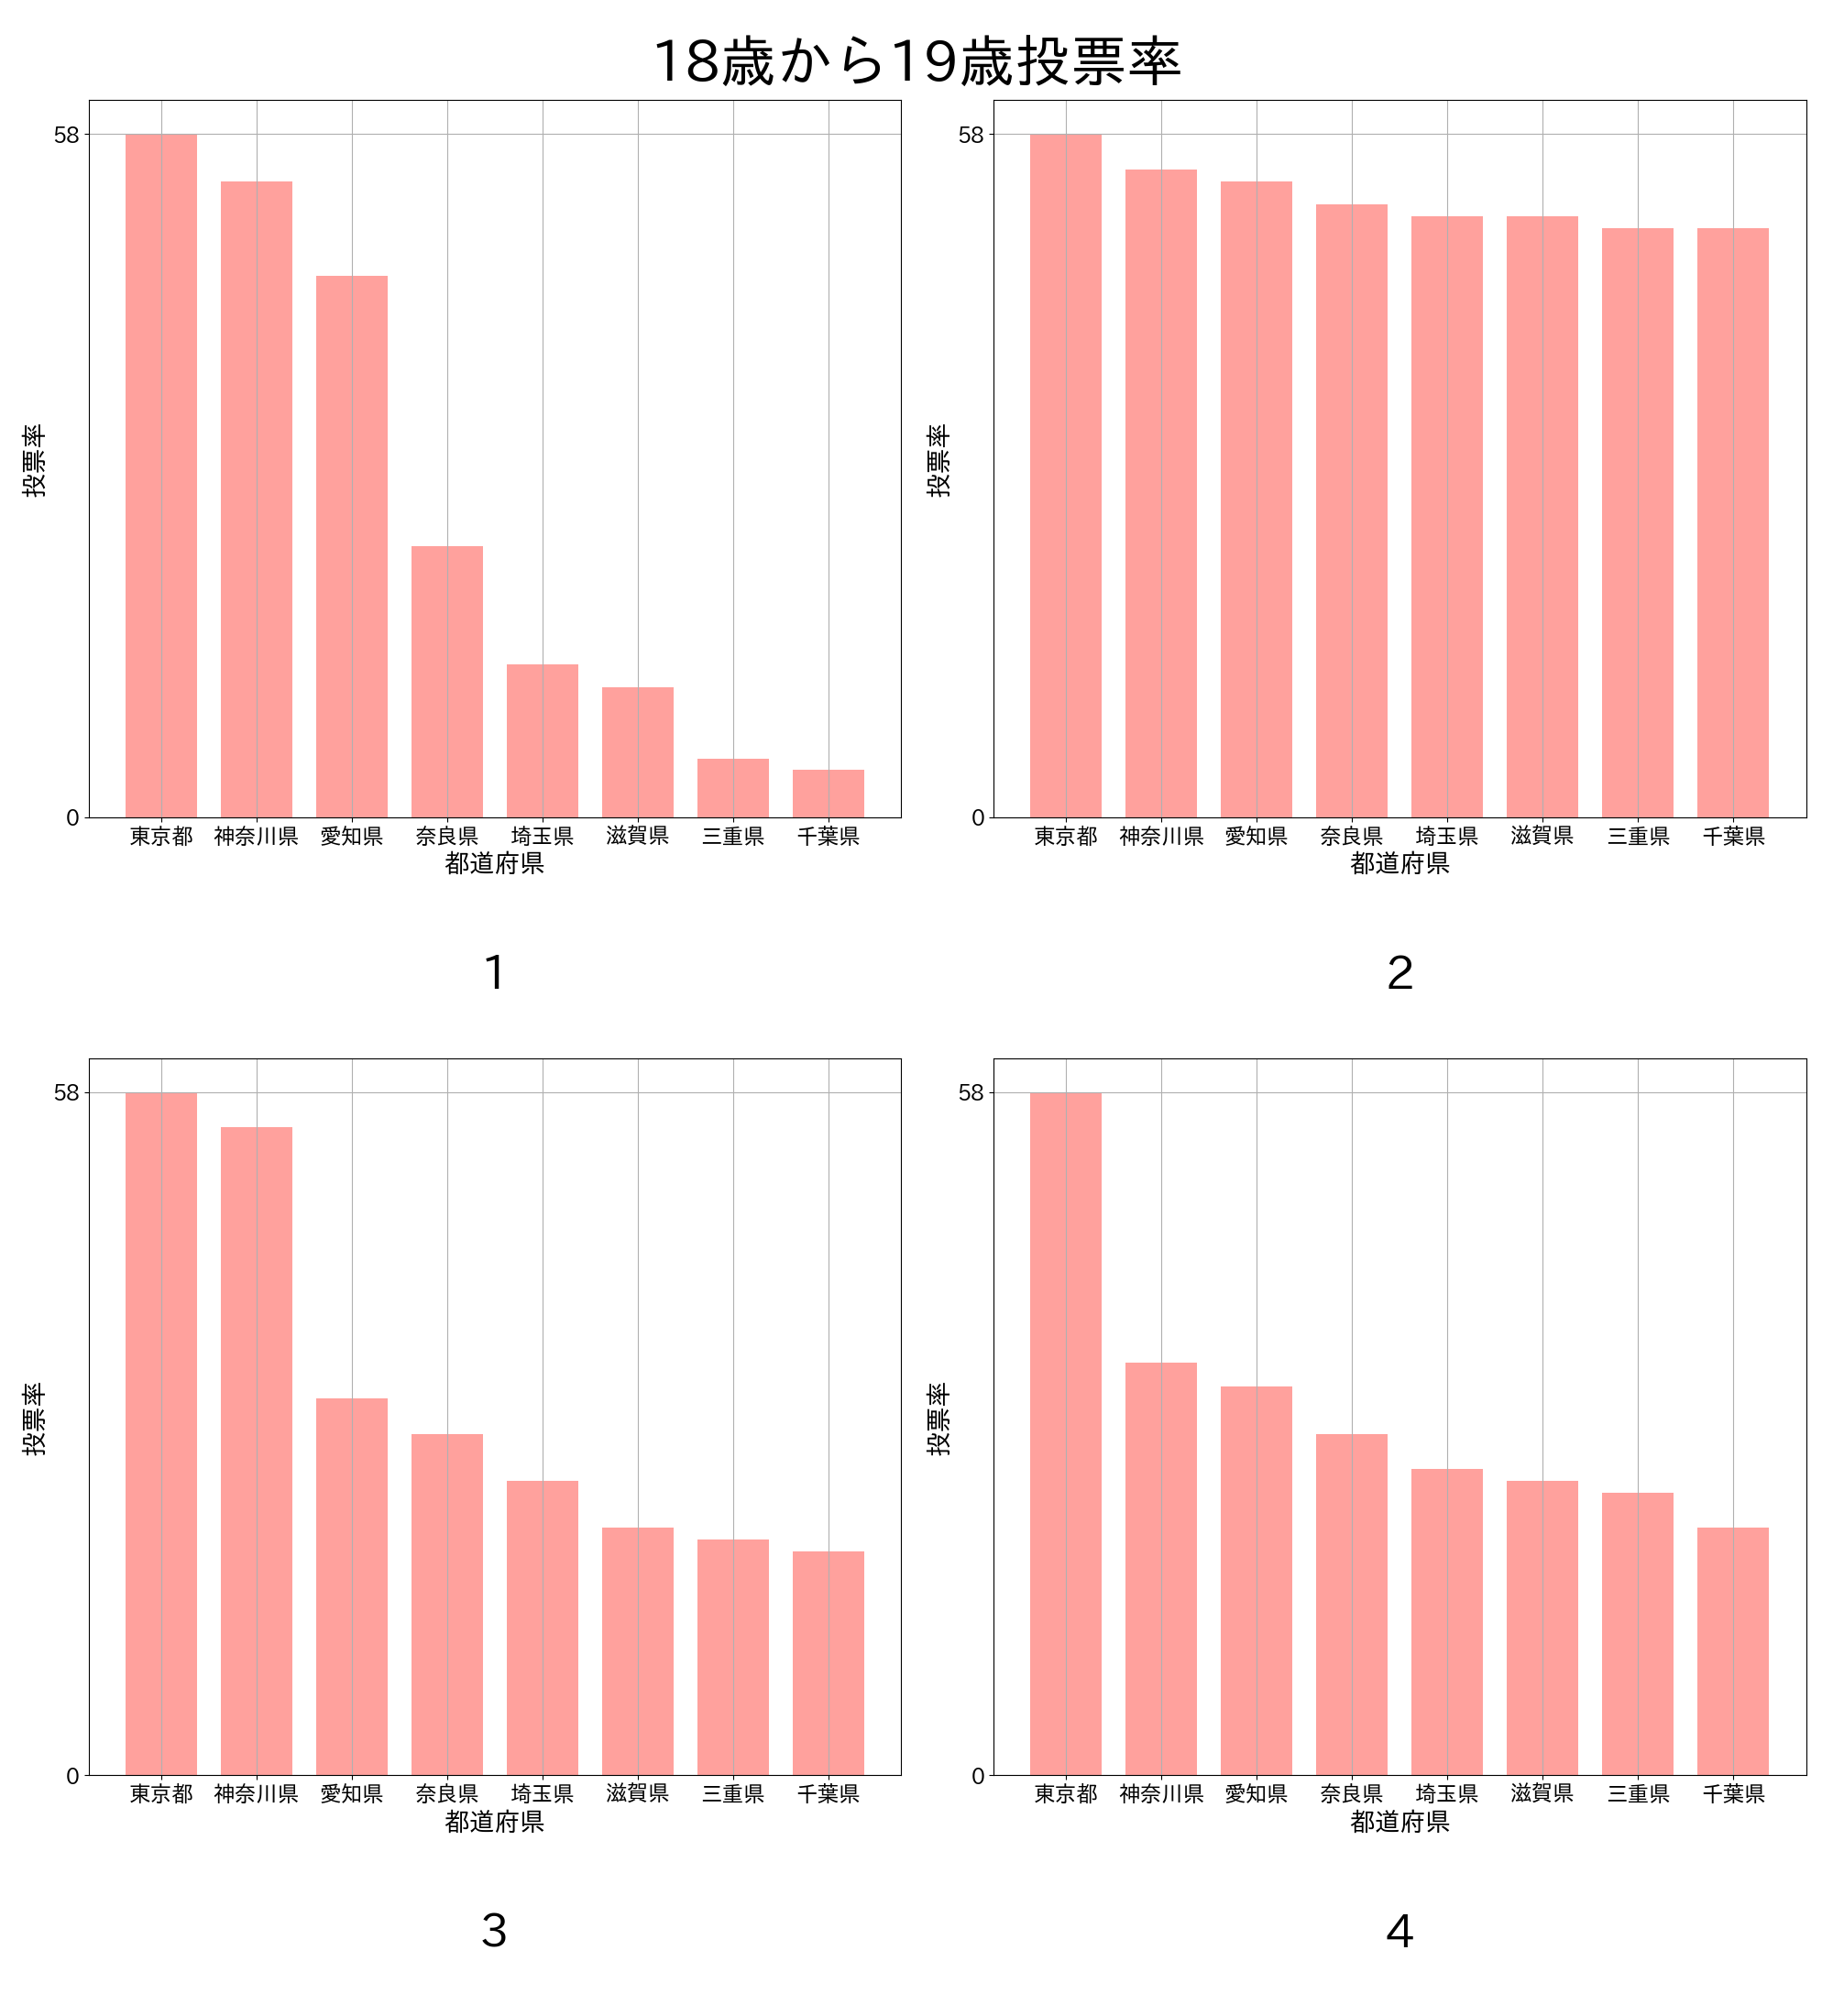 18歳から19歳投票率
58
0
投票率
東京都 神奈川県 愛知県 奈良県 埼玉県 滋賀県 三重県 千葉県
都道府県
1
58
0
投票率
東京都 神奈川県 愛知県 奈良県 埼玉県 滋賀県 三重県 千葉県
都道府県
2
58
0
投票率
東京都 神奈川県 愛知県 奈良県 埼玉県 滋賀県 三重県 千葉県
都道府県
3
58
0
投票率
東京都 神奈川県 愛知県 奈良県 埼玉県 滋賀県 三重県 千葉県
都道府県
4